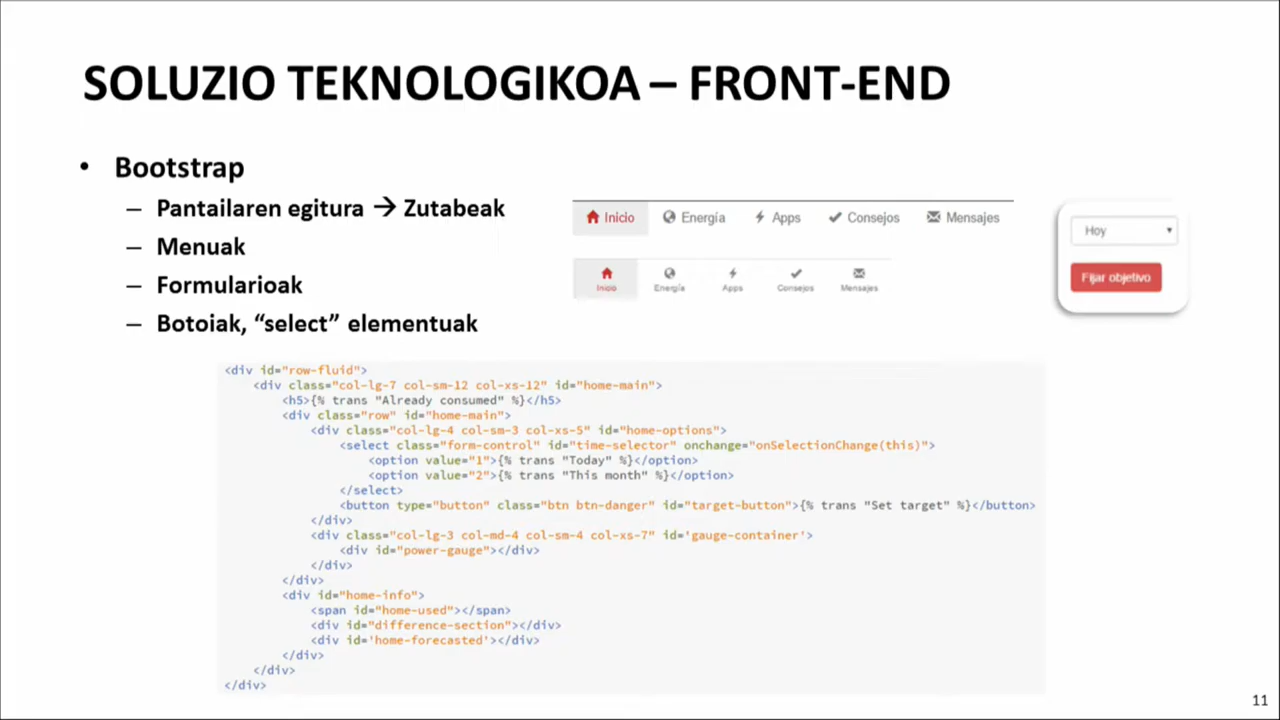 SOLUZIO TEKNOLOGIKOA – FRONT-END
• Bootstrap
– Pantailaren egitura → Zutabeak
– Menuak
– Formularioak
– Botoiak, “select” elementuak
Inicio Energía Apps Consejos Mensajes
Inicio Energía Apps Consejos Mensajes
Hoy
Fijar objetivo
<div id="row-fluid">
    <div class="col-lg-7 col-sm-12 col-xs-12" id="home-main">
        <h5>{% trans "Already consumed" %}</h5>
        <div class="row" id="home-main">
            <div class="col-lg-4 col-sm-3 col-xs-5" id="home-options">
                <select class="form-control" id="time-selector" onchange="onSelectionChange(this)">
                    <option value="1">{% trans "Today" %}</option>
                    <option value="2">{% trans "This month" %}</option>
                </select>
                <button type="button" class="btn btn-danger" id="target-button">{% trans "Set target" %}</button>
            </div>
            <div class="col-lg-3 col-md-4 col-sm-4 col-xs-7" id='gauge-container'>
                <div id="power-gauge"></div>
            </div>
        </div>
        <div id="home-info">
            <span id="home-used"></span>
            <div id="difference-section"></div>
            <div id='home-forecasted'></div>
        </div>
    </div>
</div>
11